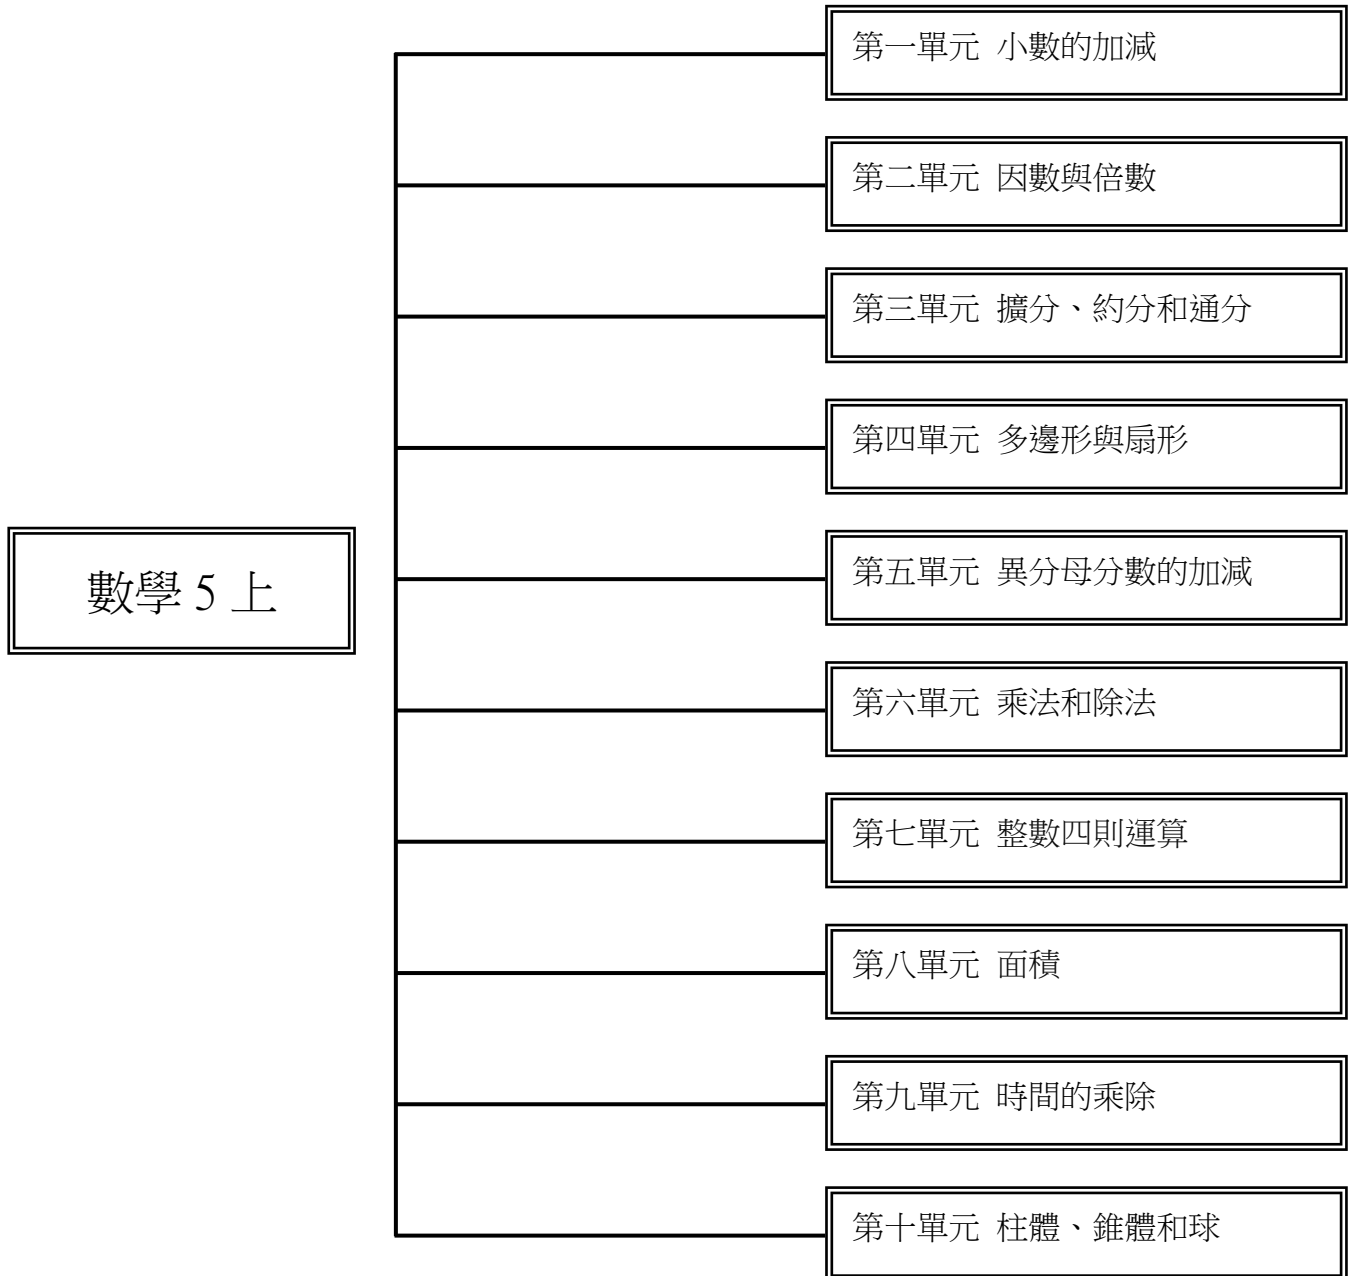 第一單元 小數的加減
第二單元 因數與倍數
第三單元 擴分、約分和通分
第四單元 多邊形與扇形
第五單元 異分母分數的加減
數學 5 上
第六單元 乘法和除法
第七單元 整數四則運算
第八單元 面積
第九單元 時間的乘除
第十單元 柱體、錐體和球